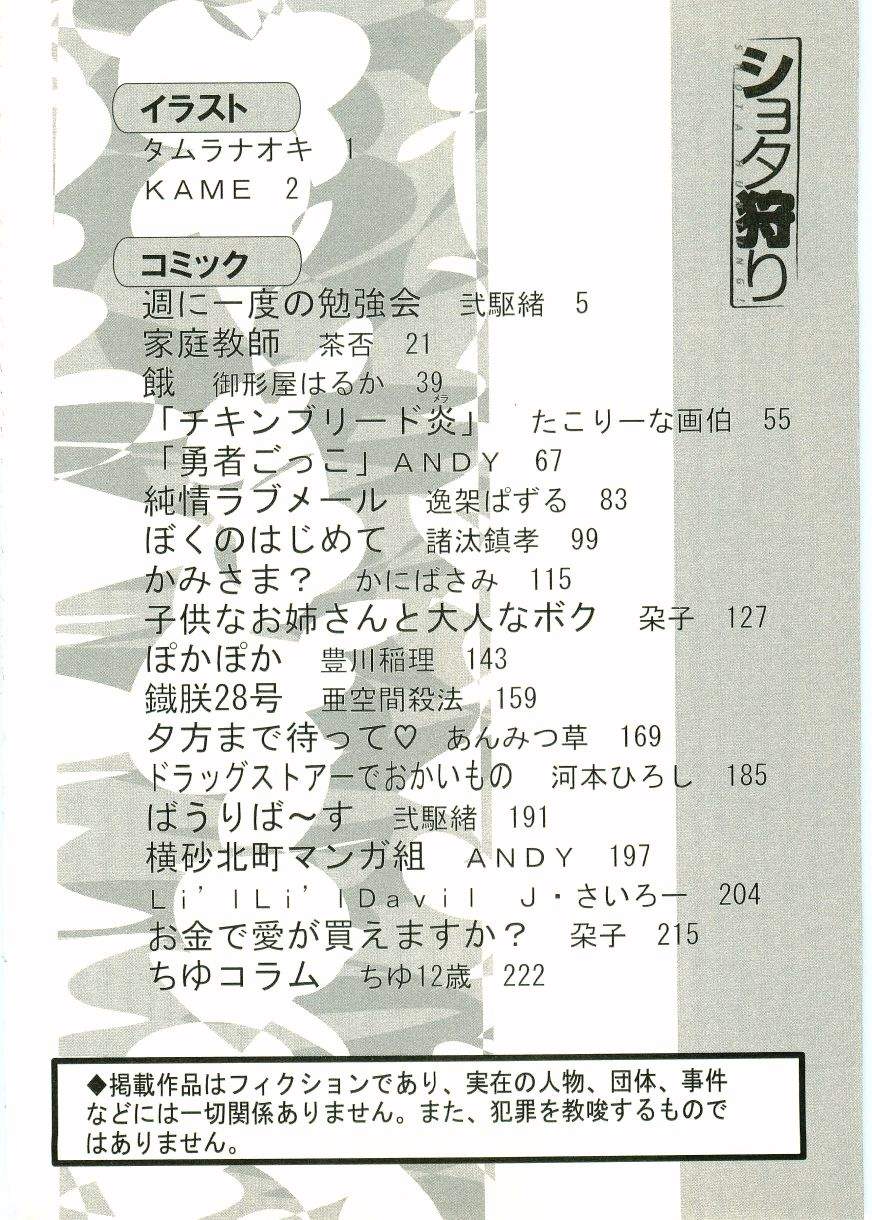 ショタ狩り
SHOTA HUNTING!
イラスト
タムラナオキ 1
KAME 2
コミック
週に一度の勉強会 弐駆緒 5
家庭教師 茶否 21
餓 御形屋はるか 39
「チキンブリード炎」 たこりーな画伯 55
メラ
「勇者ごっこ」ANDY 67
純情ラブメール 逸架ぱずる 83
ぼくのはじめて 諸汰鎮孝 99
かみさま? かにばさみ 115
子供なお姉さんと大人なボク 朶子 127
ぽかぽか 豊川稲理 143
鐵朕28号 亜空間殺法 159
夕方まで待って♡ あんみつ草 169
ドラッグストアーでおかいもの 河本ひろし 185
ばうりば~す 弐駆緒 191
横砂北町マンガ組 ANDY 197
Li'lLi'lDavil J・さいろー 204
お金で愛が買えますか? 朶子 215
ちゆコラム ちゆ12歳 222
◆掲載作品はフィクションであり、実在の人物、団体、事件
などには一切関係ありません。また、犯罪を教唆するもので
はありません。